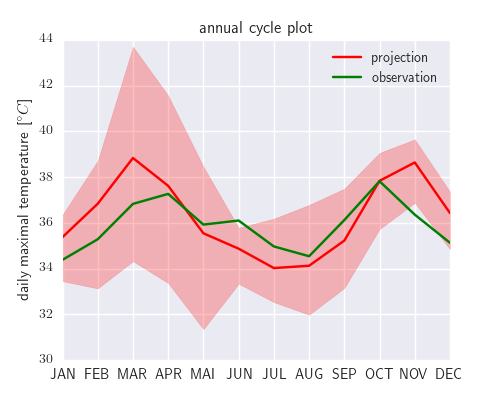 annual cycle plot
projection
observation
daily maximal temperature [°C]
44
42
40
38
36
34
32
30
JAN FEB MAR APR MAI JUN JUL AUG SEP OCT NOV DEC